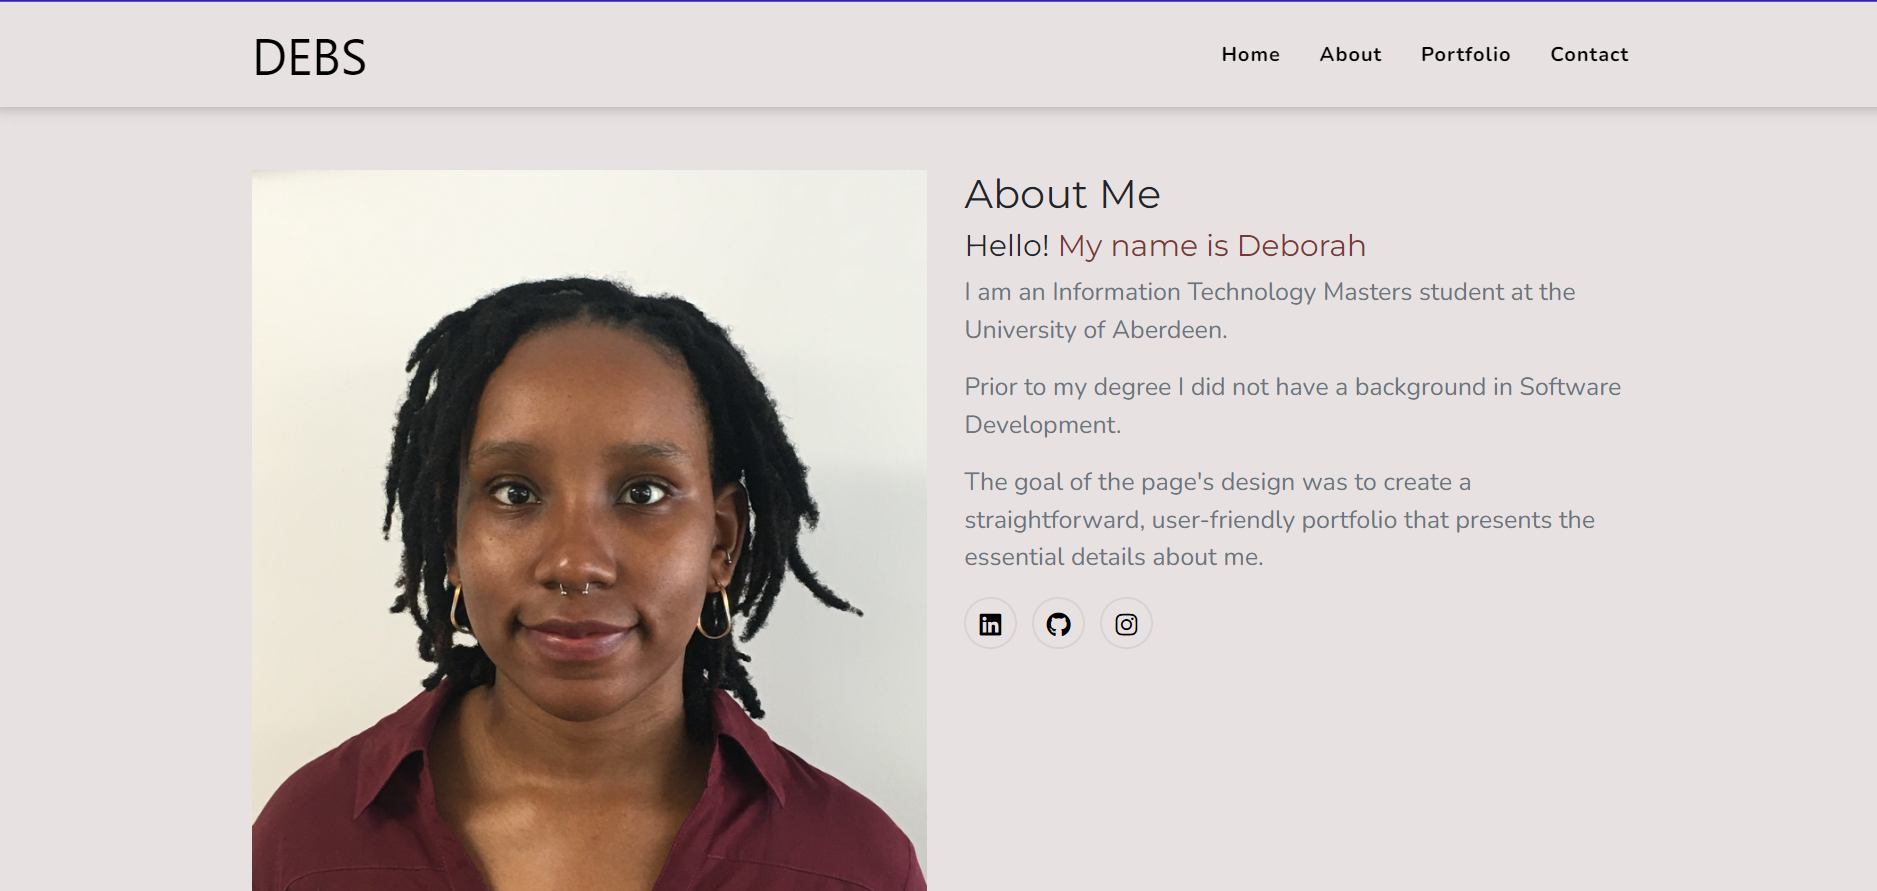 DEBS
Home About Portfolio Contact
About Me
Hello! My name is Deborah
I am an Information Technology Masters student at the
University of Aberdeen.
Prior to my degree I did not have a background in Software
Development.
The goal of the page's design was to create a
straightforward, user-friendly portfolio that presents the
essential details about me.
in